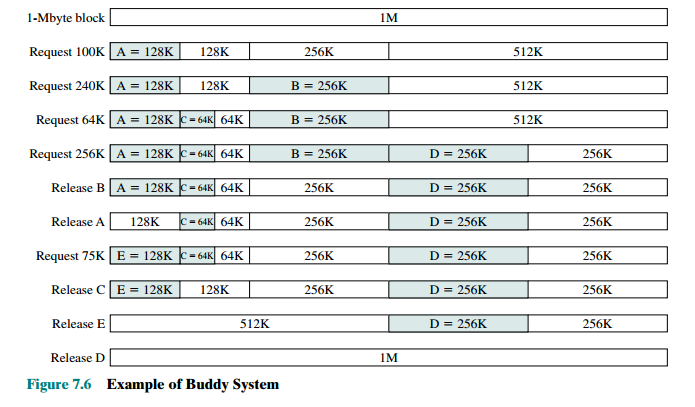 1-Mbyte block 1M
Request 100K A = 128K 128K 256K 512K
Request 240K A = 128K 128K B = 256K 512K
Request 64K A = 128K C = 64K 64K B = 256K 512K
Request 256K A = 128K C = 64K 64K B = 256K D = 256K 256K
Release B A = 128K C = 64K 64K 256K D = 256K 256K
Release A 128K C = 64K 64K 256K D = 256K 256K
Request 75K E = 128K C = 64K 64K 256K D = 256K 256K
Release C E = 128K 128K 256K D = 256K 256K
Release E 512K D = 256K 256K
Release D 1M
Figure 7.6 Example of Buddy System